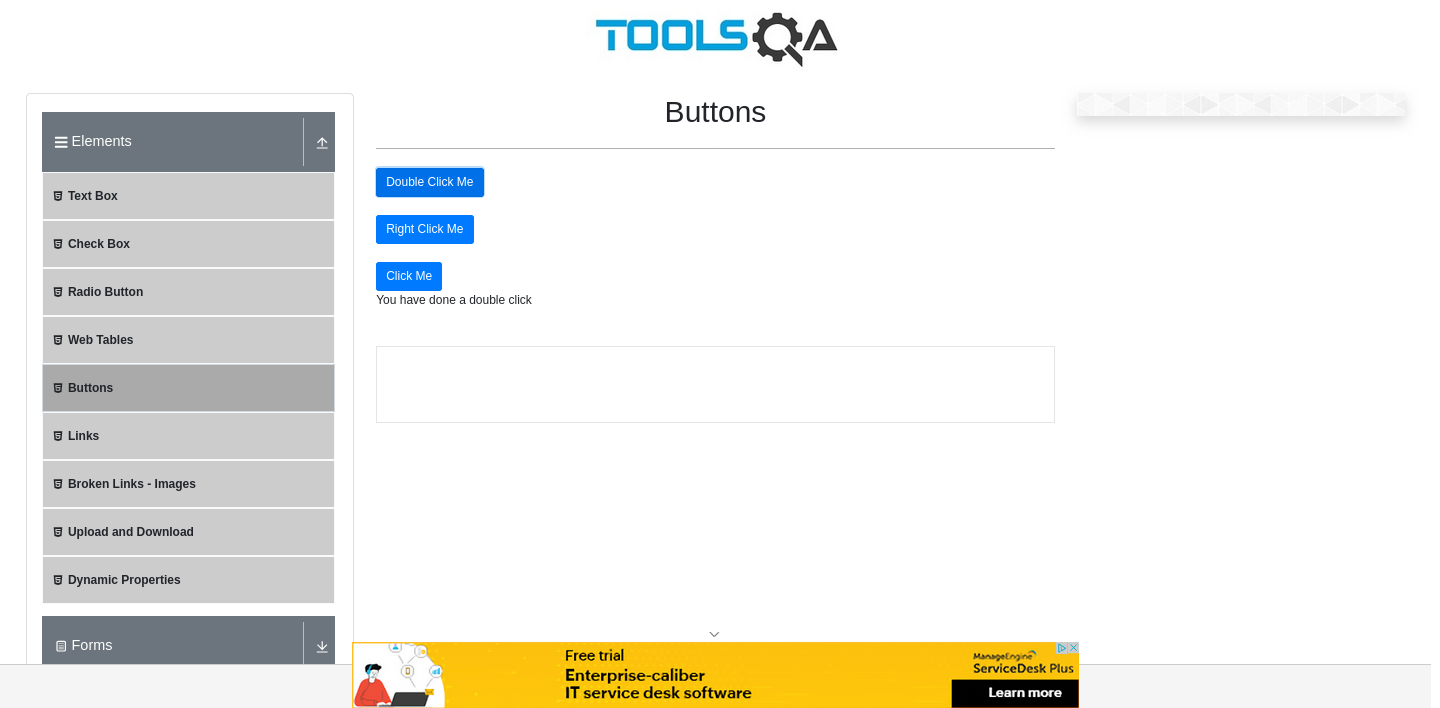 TOOLSQA
Elements
Text Box
Check Box
Radio Button
Web Tables
Buttons
Links
Broken Links - Images
Upload and Download
Dynamic Properties
Forms
Buttons
Double Click Me
Right Click Me
Click Me
You have done a double click
Free trial
Enterprise-caliber
IT service desk software
ManageEngine
ServiceDesk Plus
Learn more